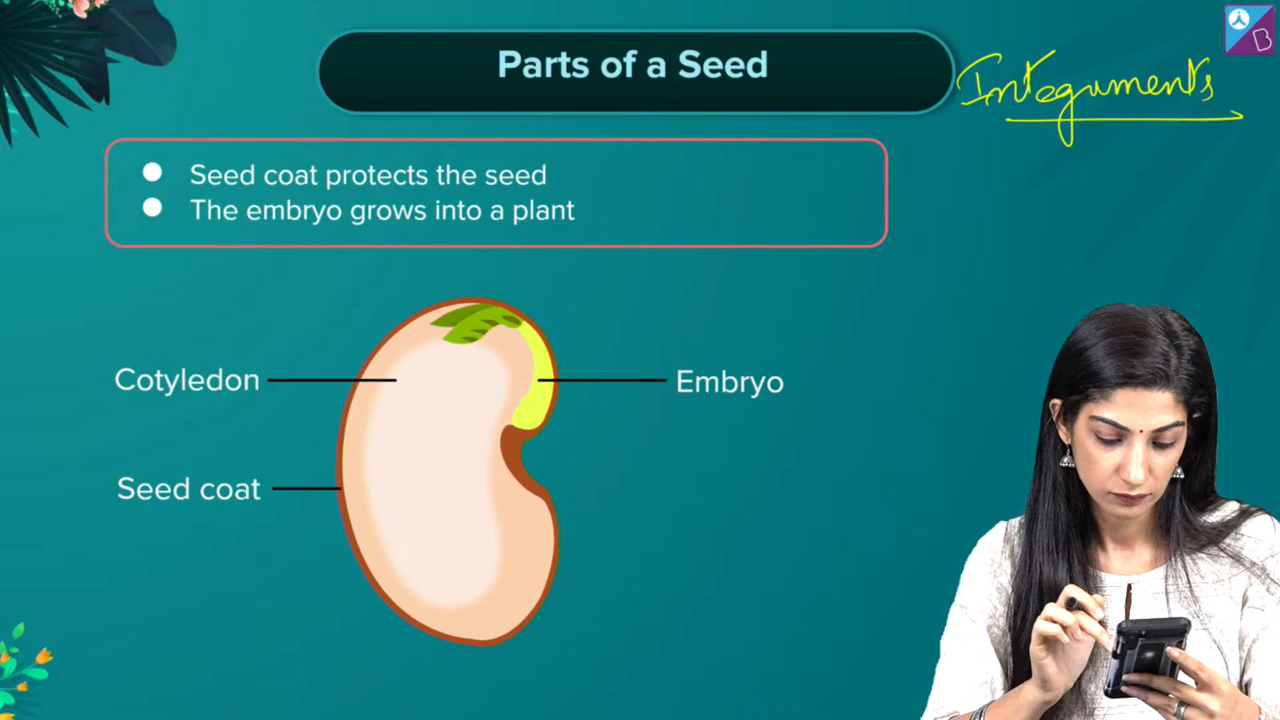 Parts of a Seed
Integuments
Seed coat protects the seed
The embryo grows into a plant
Cotyledon
Embryo
Seed coat
B